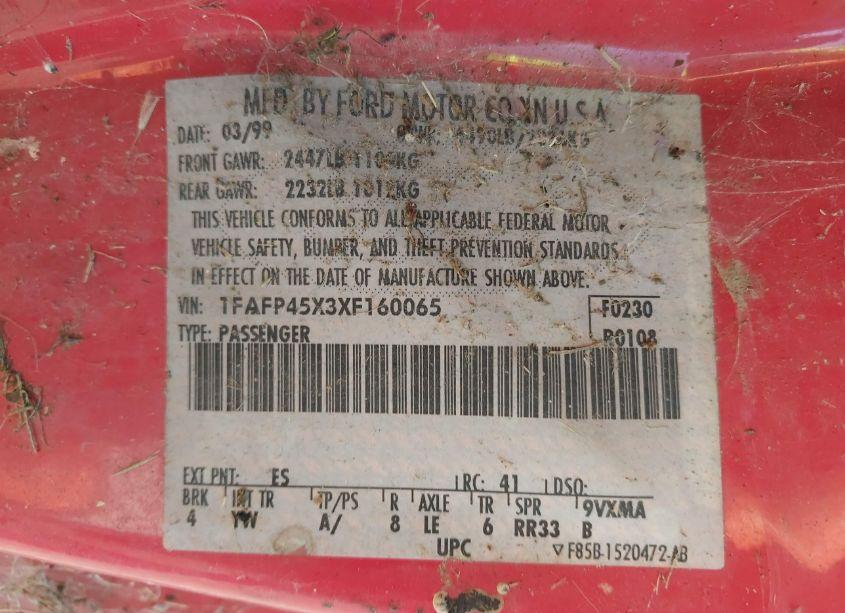 MFD. BY FORD MOTOR CO. IN U.S.A.
DATE: 03/99
FRONT GAWR: 2447LB
REAR GAWR: 2232LB 1012KG
THIS VEHICLE CONFORMS TO ALL APPLICABLE FEDERAL MOTOR
VEHICLE SAFETY, BUMPER, AND THEFT PREVENTION STANDARDS
IN EFFECT ON THE DATE OF MANUFACTURE SHOWN ABOVE.
VIN: 1FAFP45X3XF160065 F0230
TYPE: PASSENGER R0108
EXT PNT: ES RC: 41 DSO:
BRK INT TR TP/PS R AXLE TR SPR 9VXMA
4 YW A/ 8 LE 6 RR33 B
UPC ▽ F85B-1520472-AB